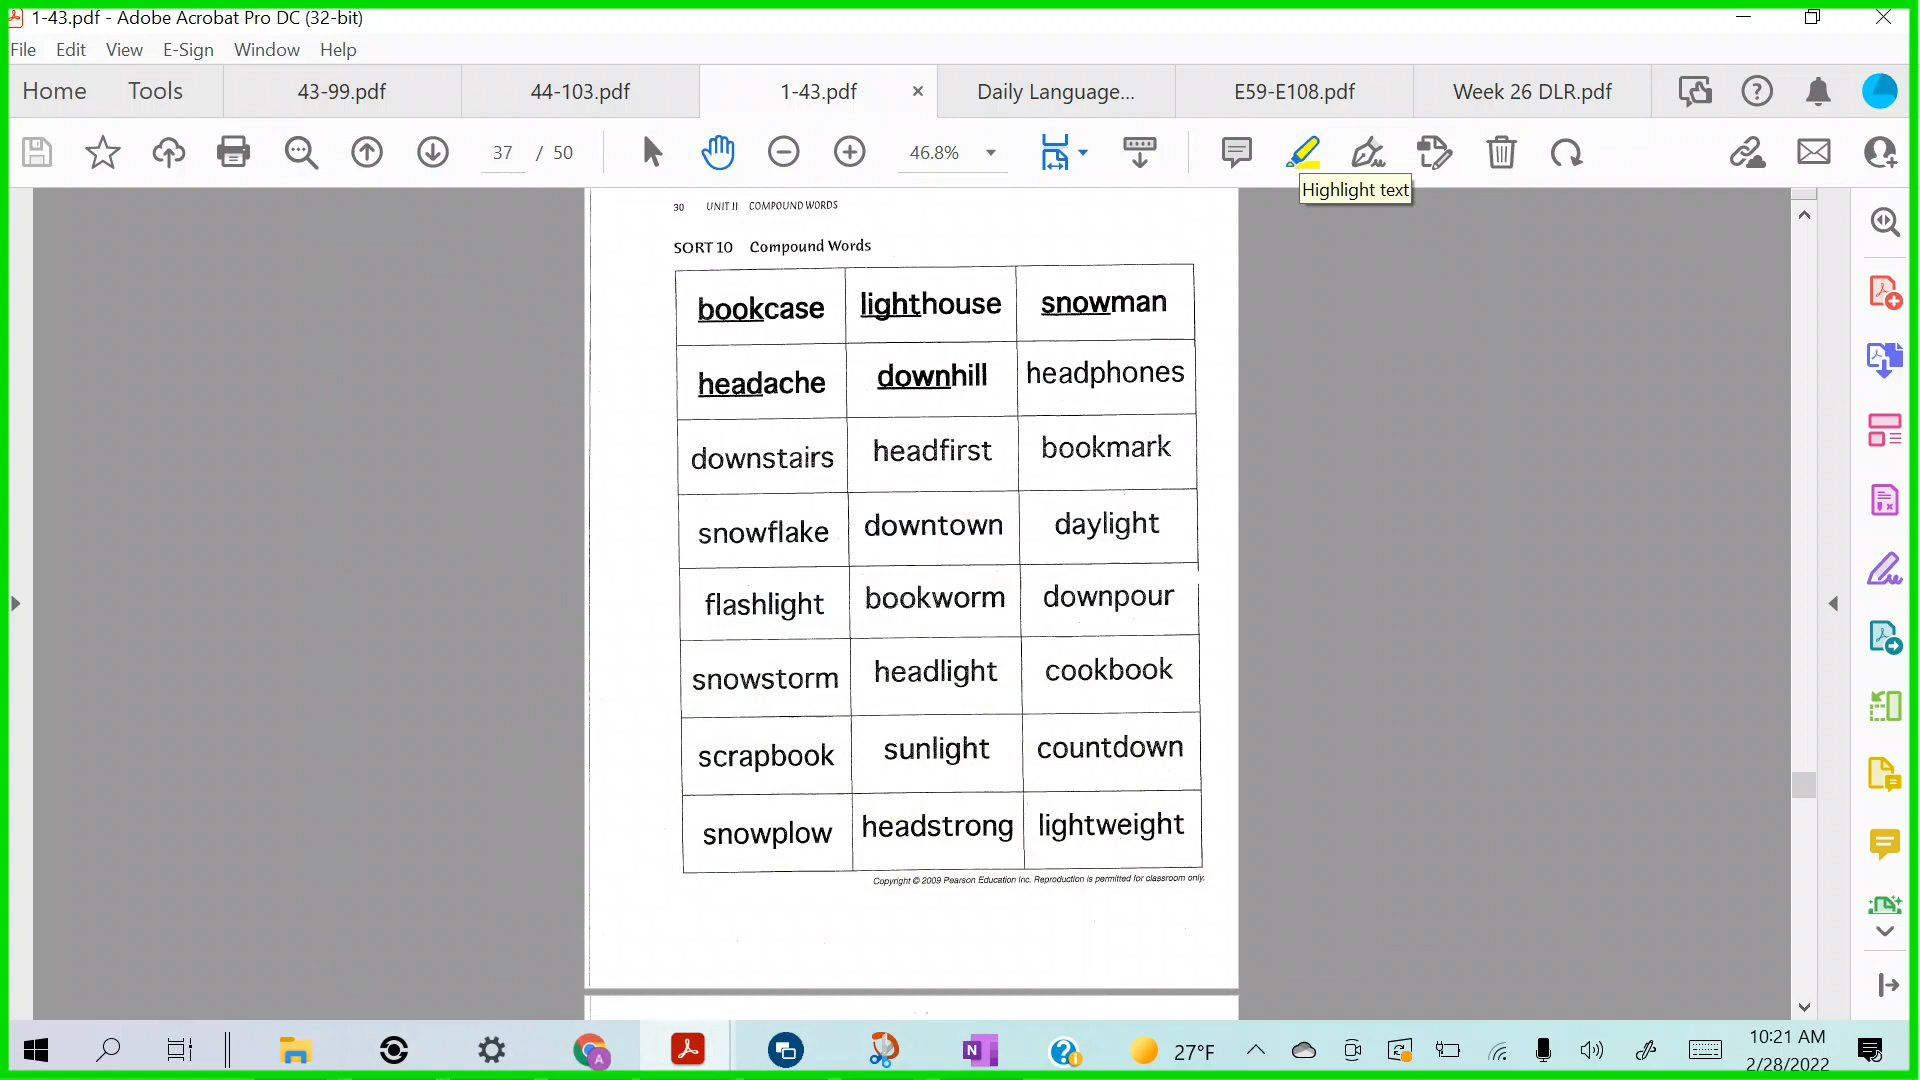 1-43.pdf - Adobe Acrobat Pro DC (32-bit)
File Edit View E-Sign Window Help
Home Tools 43-99.pdf 44-103.pdf 1-43.pdf × Daily Language... E59-E108.pdf Week 26 DLR.pdf
37 / 50 46.8%
Highlight text
30 UNIT II COMPOUND WORDS
SORT 10 Compound Words
bookcase lighthouse snowman
headache downhill headphones
downstairs headfirst bookmark
snowflake downtown daylight
flashlight bookworm downpour
snowstorm headlight cookbook
scrapbook sunlight countdown
snowplow headstrong lightweight
Copyright © 2009 Pearson Education Inc. Reproduction is permitted for classroom only.
27°F
10:21 AM
2/28/2022